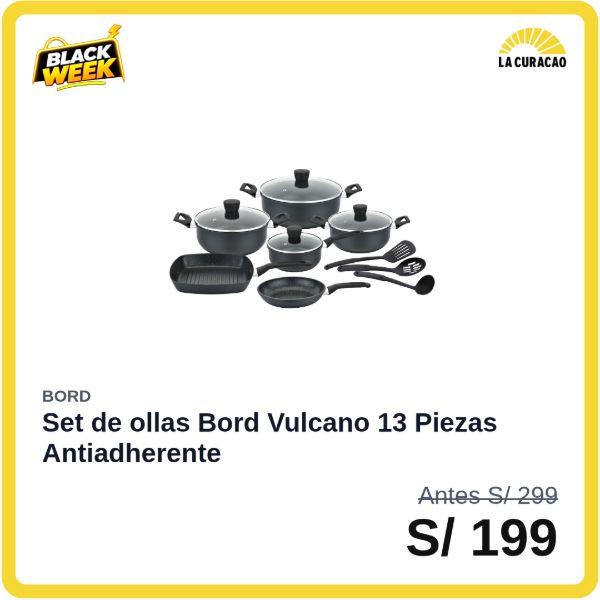 BLACK
WEEK
LA CURACAO
BORD
Set de ollas Bord Vulcano 13 Piezas
Antiadherente
Antes S/ 299
S/ 199